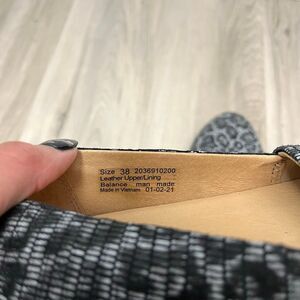 Size 38 2036910200
Leather Upper/Lining
Balance man made
Made in Vietnam 01-02-21